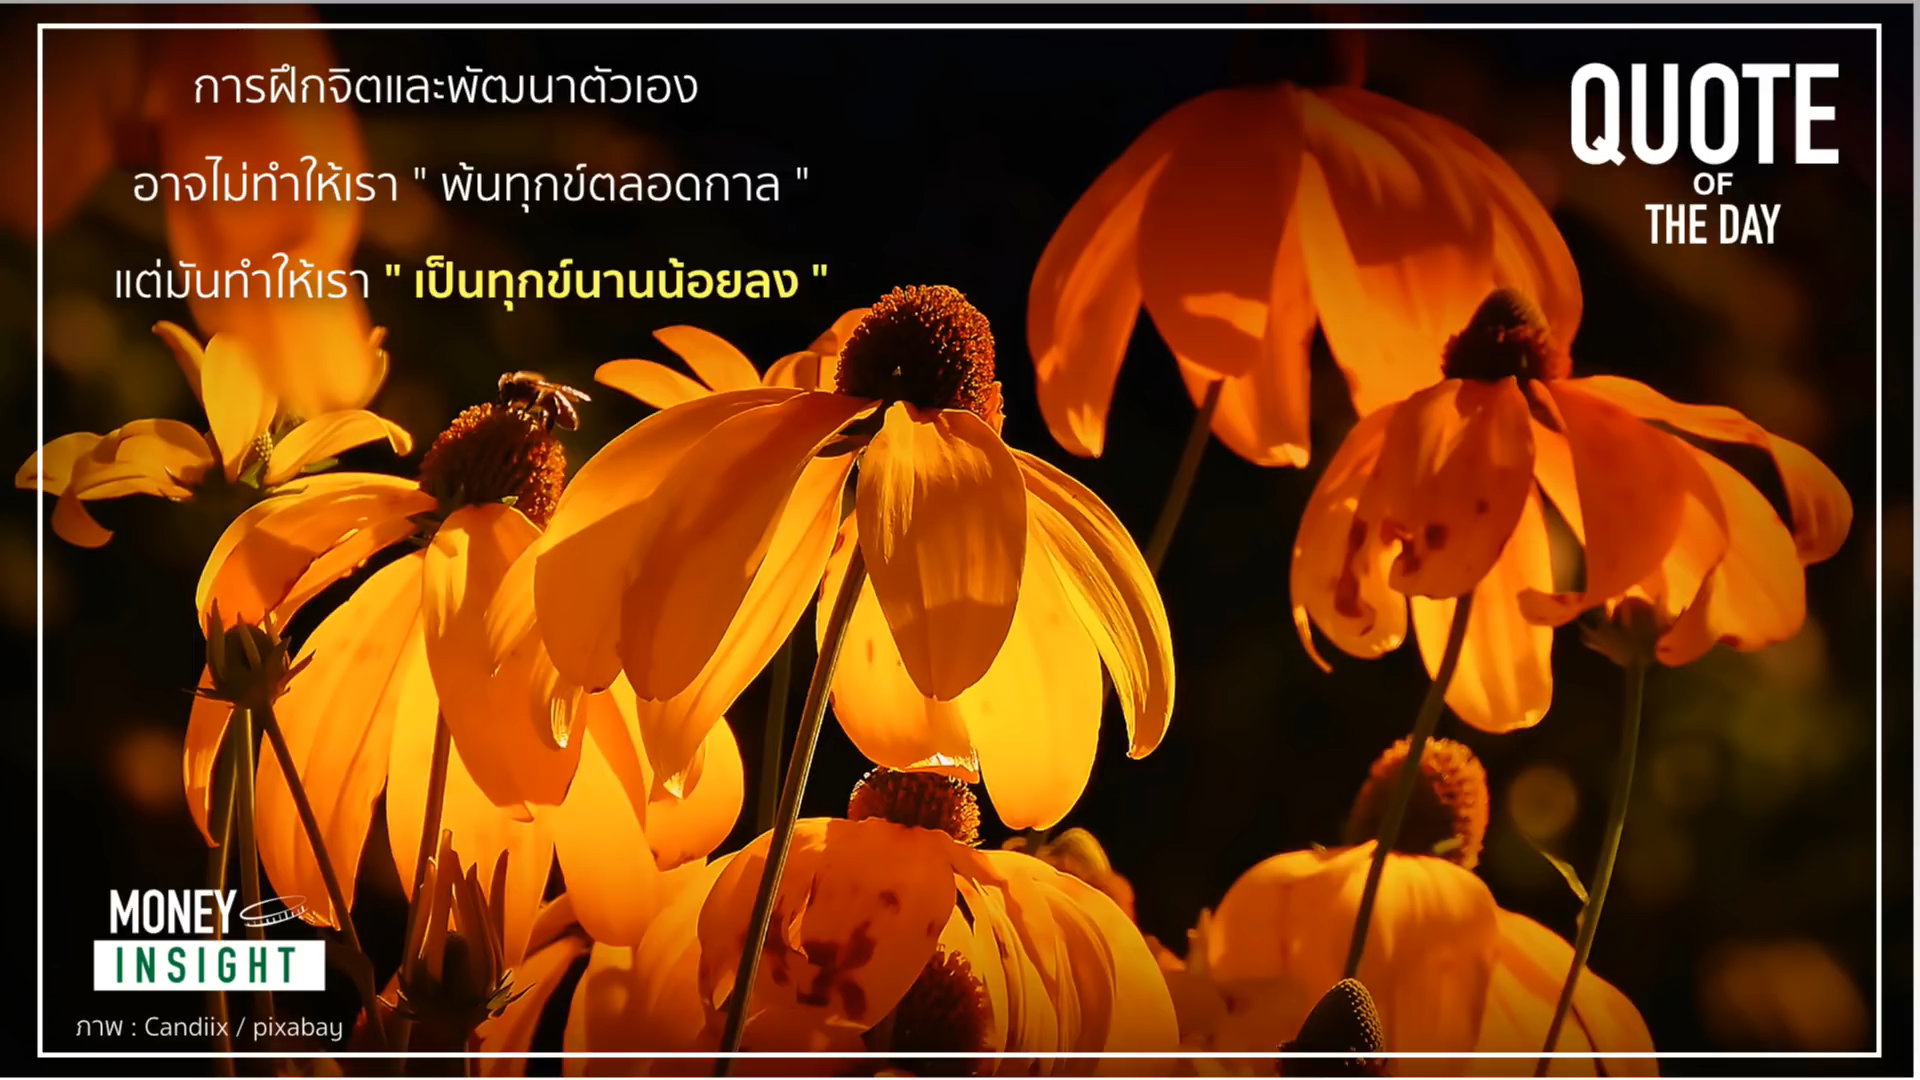 การฝึกจิตและพัฒนาตัวเอง
อาจไม่ทำให้เรา " พ้นทุกข์ตลอดกาล "
แต่มันทำให้เรา " เป็นทุกข์นานน้อยลง "
QUOTE
OF
THE DAY
MONEY
INSIGHT
ภาพ : Candiix / pixabay